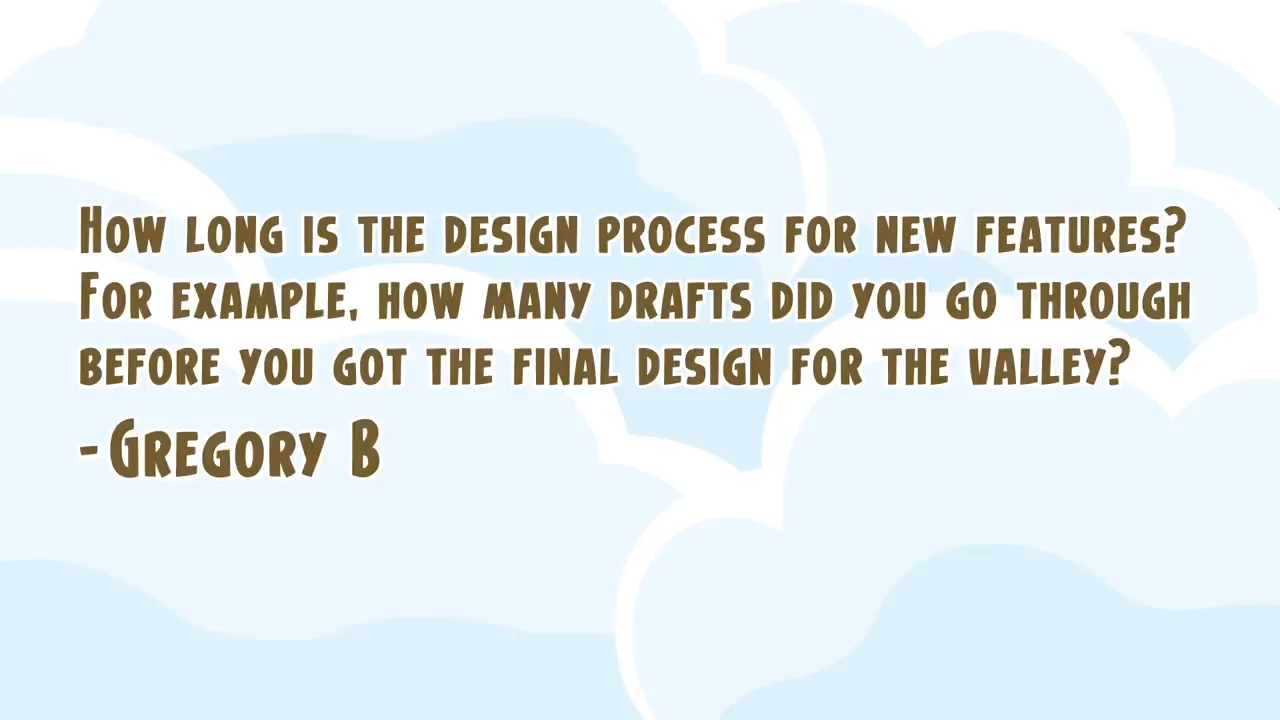 How long is the design process for new features?
For example, how many drafts did you go through
before you got the final design for the valley?
- Gregory B